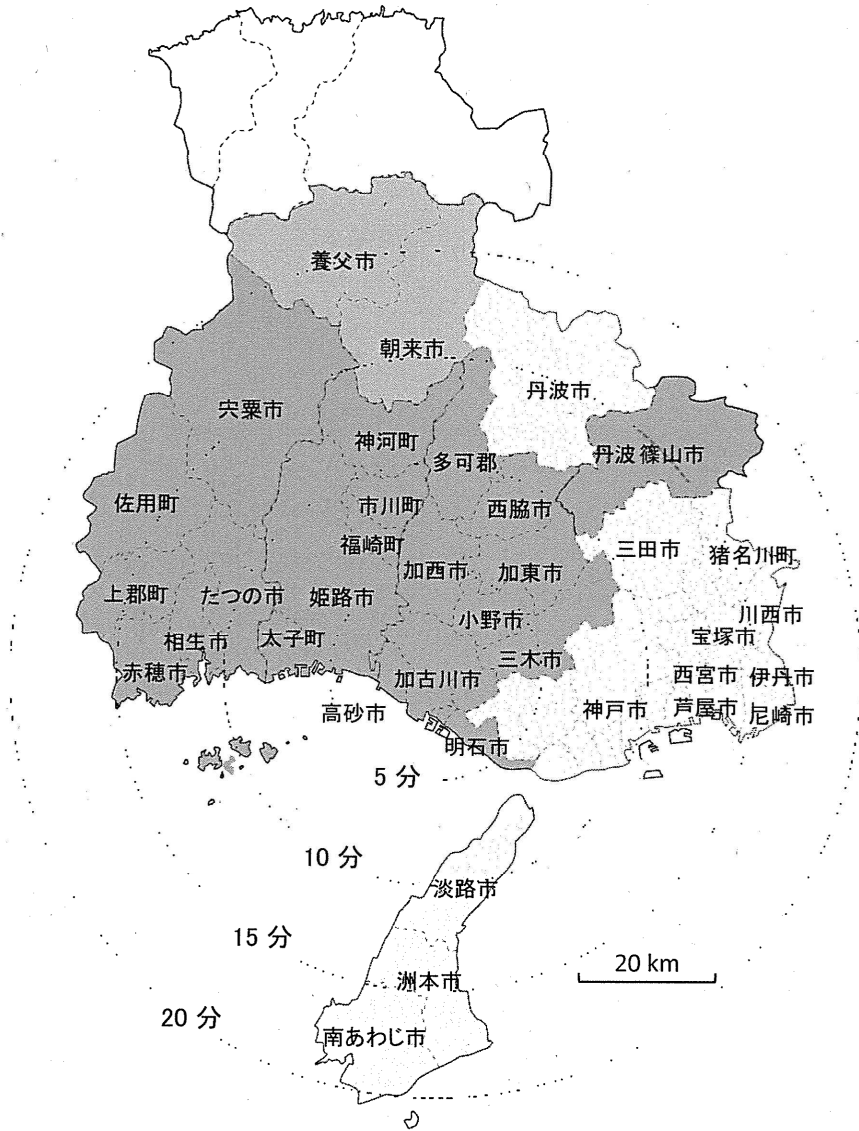 養父市
朝来市
丹波市
宍粟市
神河町
多可郡
丹波篠山市
佐用町
市川町
西脇市
福崎町
三田市
猪名川町
加西市
加東市
上郡町
たつの市
姫路市
小野市
川西市
宝塚市
相生市
太子町
三木市
赤穂市
加古川市
西宮市
伊丹市
高砂市
神戸市
芦屋市
尼崎市
明石市
5 分
10 分
淡路市
15 分
20 km
洲本市
20 分
南あわじ市